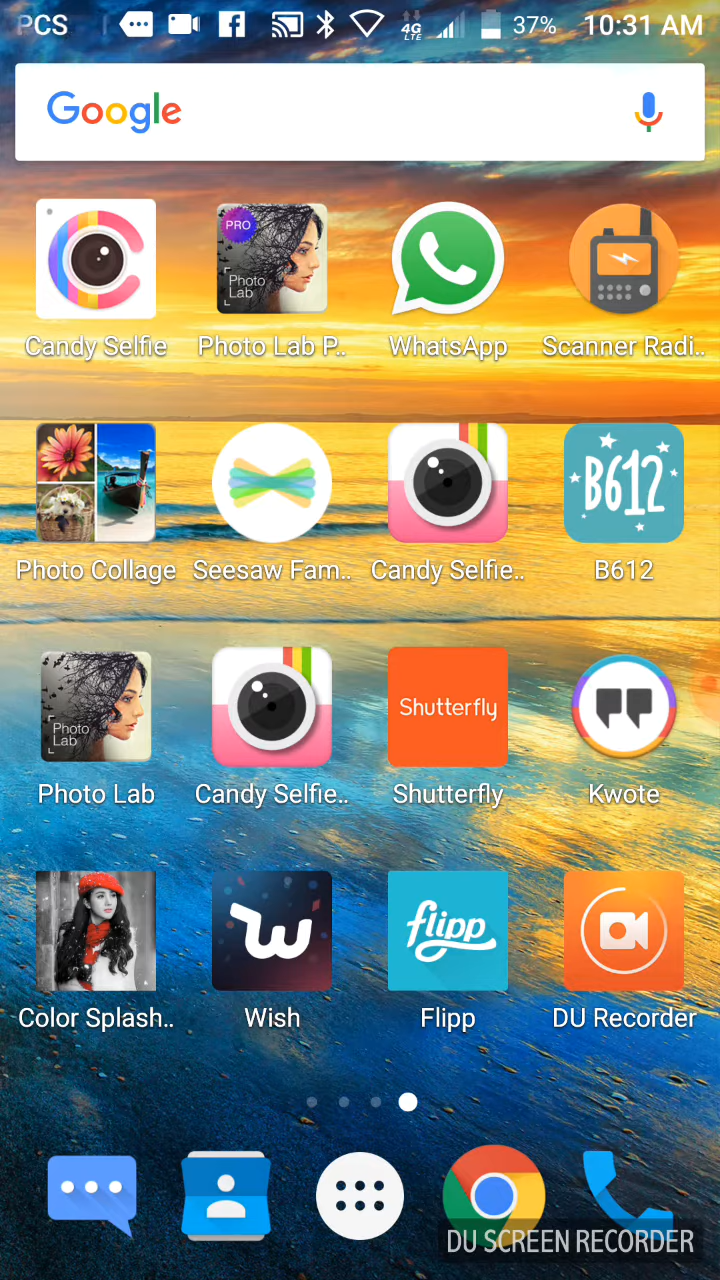 PCS 4G LTE 37% 10:31 AM
Google
PRO
Photo
Lab
Candy Selfie Photo Lab P.. WhatsApp Scanner Radi..
B612
Photo Collage Seesaw Fam.. Candy Selfie.. B612
Photo
Lab
Shutterfly
Photo Lab Candy Selfie.. Shutterfly Kwote
w
flipp
Color Splash.. Wish Flipp DU Recorder
DU SCREEN RECORDER